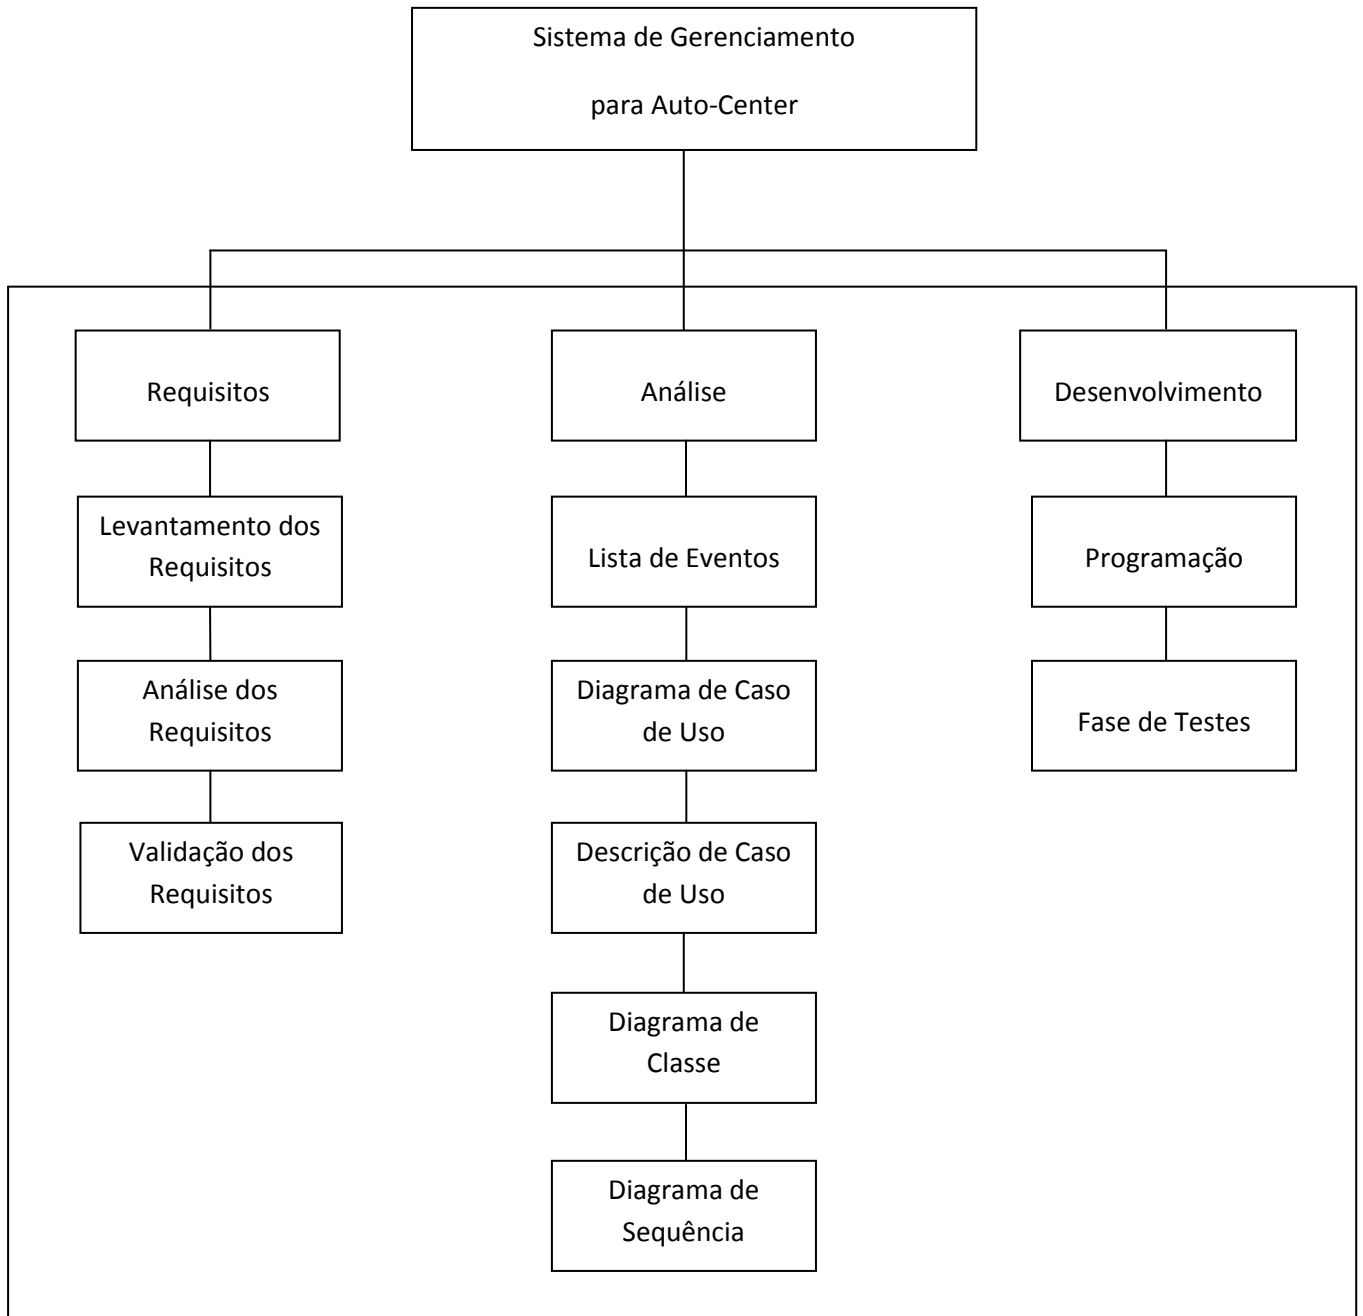 Sistema de Gerenciamento
para Auto-Center
Requisitos
Análise
Desenvolvimento
Levantamento dos
Requisitos
Lista de Eventos
Programação
Análise dos
Requisitos
Diagrama de Caso
de Uso
Fase de Testes
Validação dos
Requisitos
Descrição de Caso
de Uso
Diagrama de
Classe
Diagrama de
Sequência